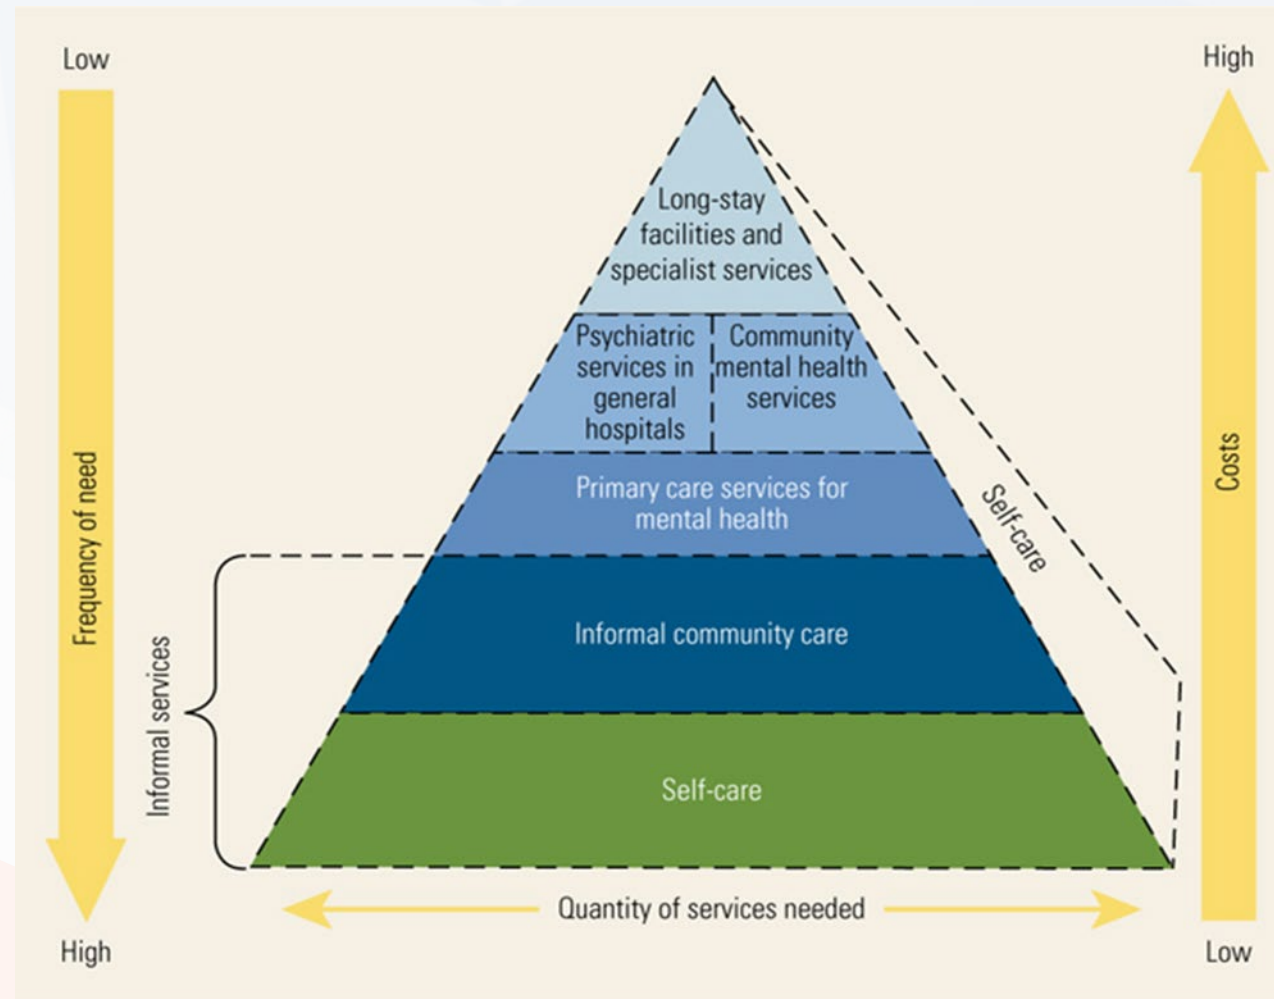 Low
High
Long-stay
facilities and
specialist services
Psychiatric
services in
general
hospitals
Community
mental health
services
Primary care services for
mental health
Informal community care
Self-care
Self-care
Frequency of need
Informal services
Costs
Quantity of services needed
High
Low